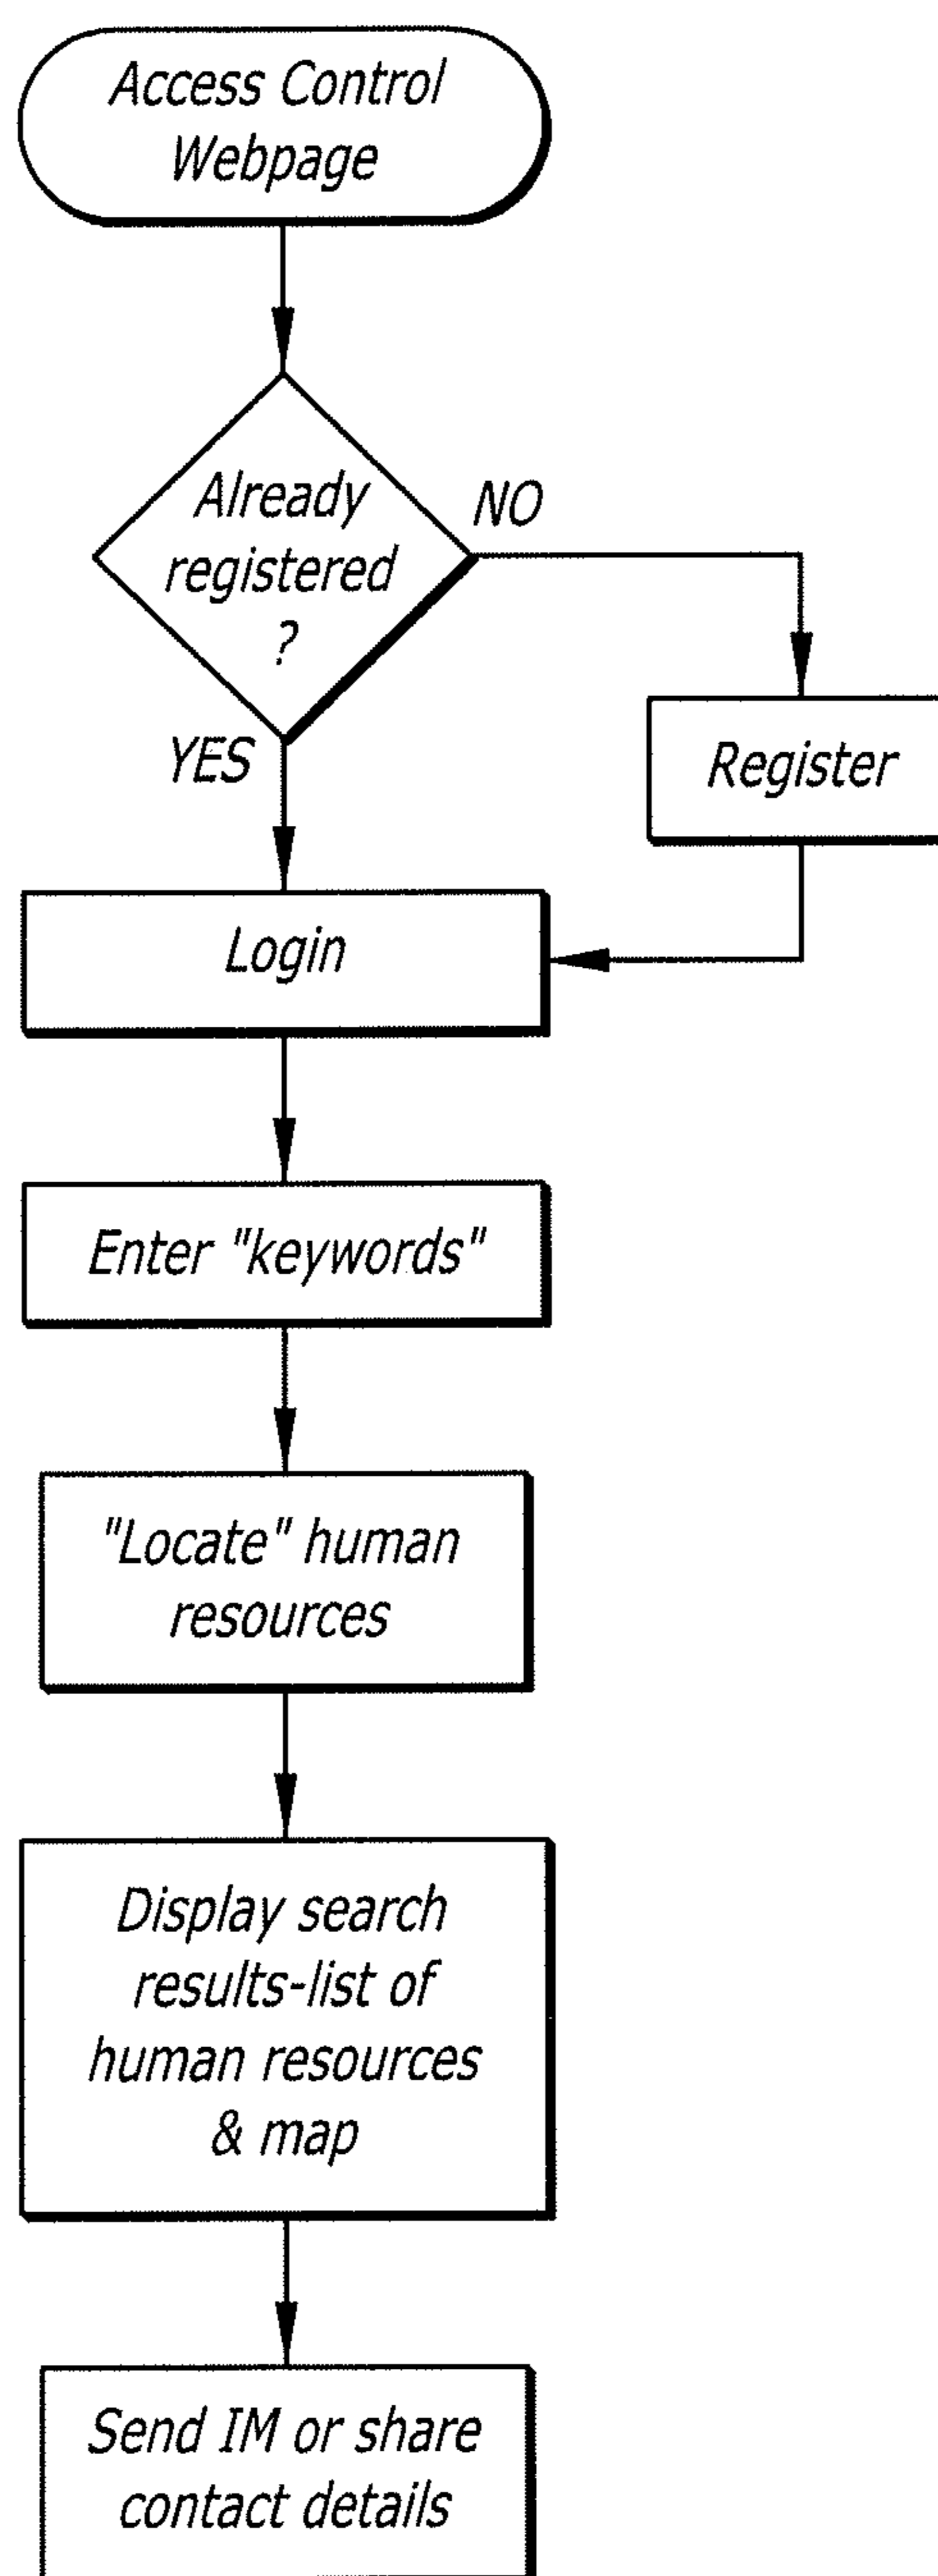 Access Control
Webpage
Already
registered
?
NO
YES
Register
Login
Enter "keywords"
"Locate" human
resources
Display search
results-list of
human resources
& map
Send IM or share
contact details